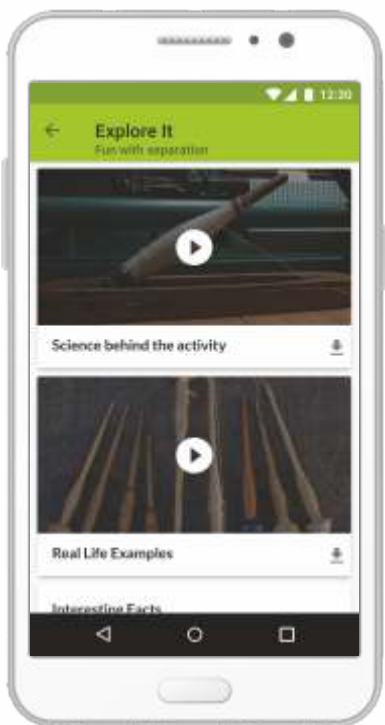 12:30
Explore It
Fun with separation
Science behind the activity
Real Life Examples
Interesting Facts